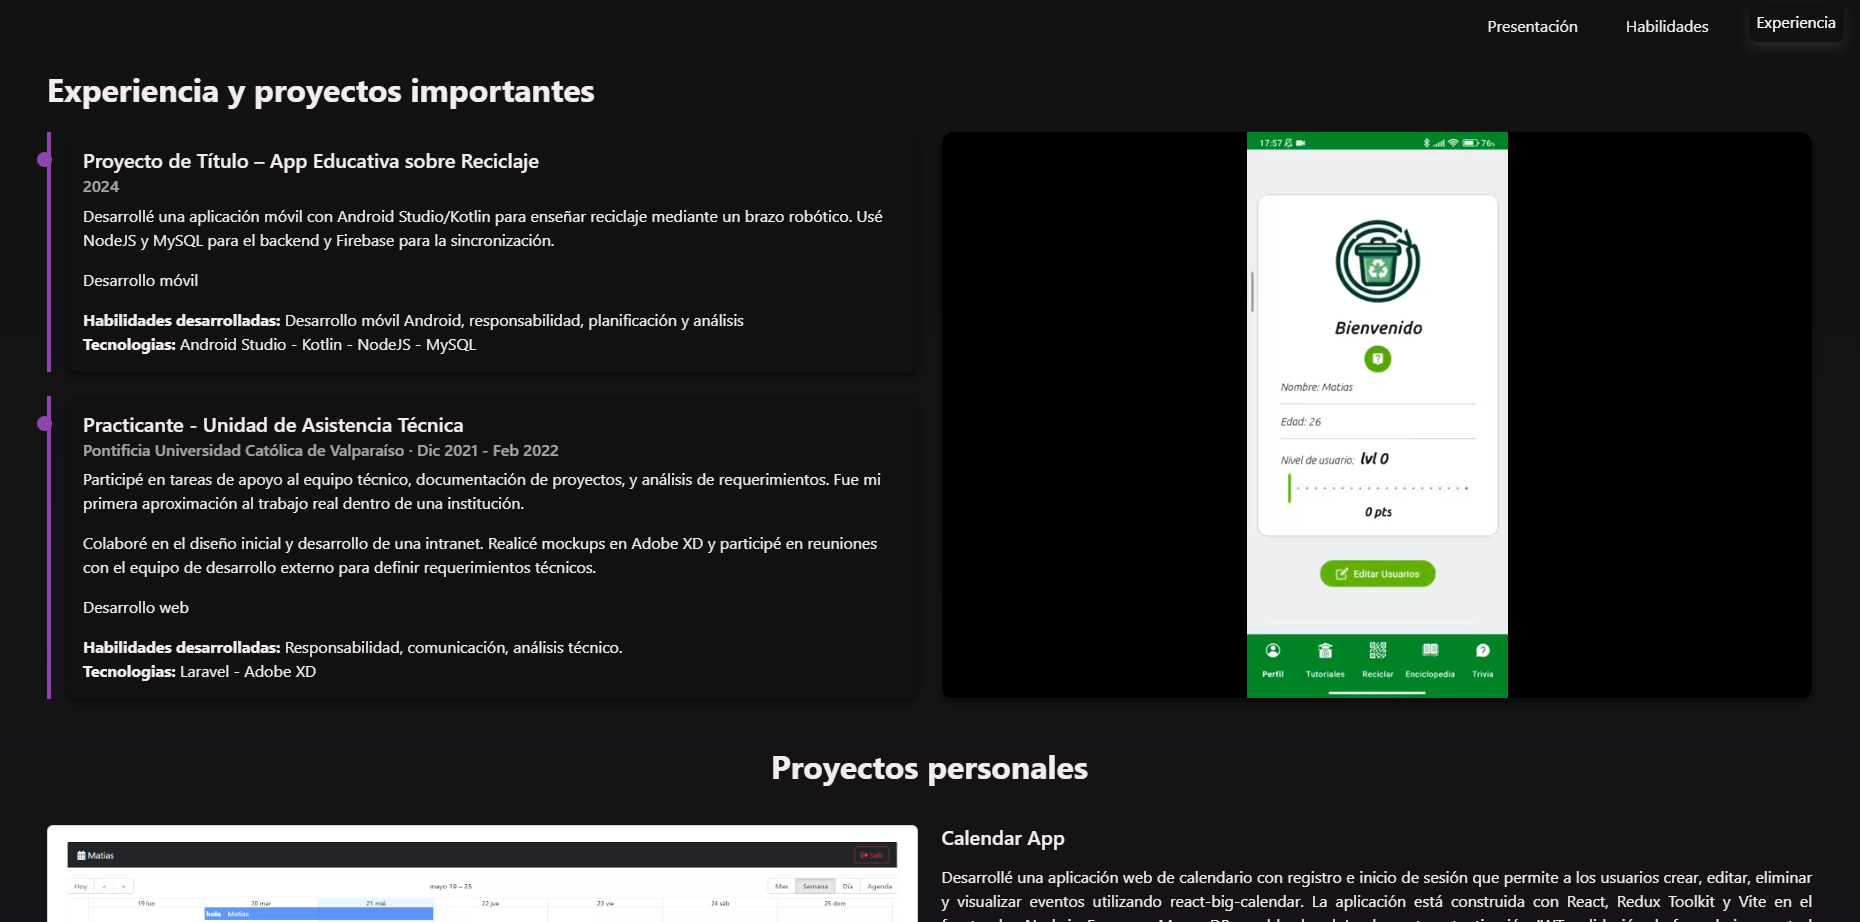 Presentación
Habilidades
Experiencia
Experiencia y proyectos importantes
Proyecto de Título – App Educativa sobre Reciclaje
2024
Desarrollé una aplicación móvil con Android Studio/Kotlin para enseñar reciclaje mediante un brazo robótico. Usé
NodeJS y MySQL para el backend y Firebase para la sincronización.
Desarrollo móvil
Habilidades desarrolladas: Desarrollo móvil Android, responsabilidad, planificación y análisis
Tecnologias: Android Studio - Kotlin - NodeJS - MySQL
Practicante - Unidad de Asistencia Técnica
Pontificia Universidad Católica de Valparaíso · Dic 2021 - Feb 2022
Participé en tareas de apoyo al equipo técnico, documentación de proyectos, y análisis de requerimientos. Fue mi
primera aproximación al trabajo real dentro de una institución.
Colaboré en el diseño inicial y desarrollo de una intranet. Realicé mockups en Adobe XD y participé en reuniones
con el equipo de desarrollo externo para definir requerimientos técnicos.
Desarrollo web
Habilidades desarrolladas: Responsabilidad, comunicación, análisis técnico.
Tecnologias: Laravel - Adobe XD
17:57 76%
Bienvenido
Nombre: Matias
Edad: 26
Nivel de usuario: lvl 0
0 pts
Editar Usuarios
Perfil Tutoriales Reciclar Enciclopedia Trivia
Proyectos personales
Matias
Salir
Hoy < > mayo 19 – 25 Mes Semana Día Agenda
19 lun 20 mar 21 mié 22 jue 23 vie 24 sáb 25 dom
hola - Matias
Calendar App
Desarrollé una aplicación web de calendario con registro e inicio de sesión que permite a los usuarios crear, editar, eliminar
y visualizar eventos utilizando react-big-calendar. La aplicación está construida con React, Redux Toolkit y Vite en el